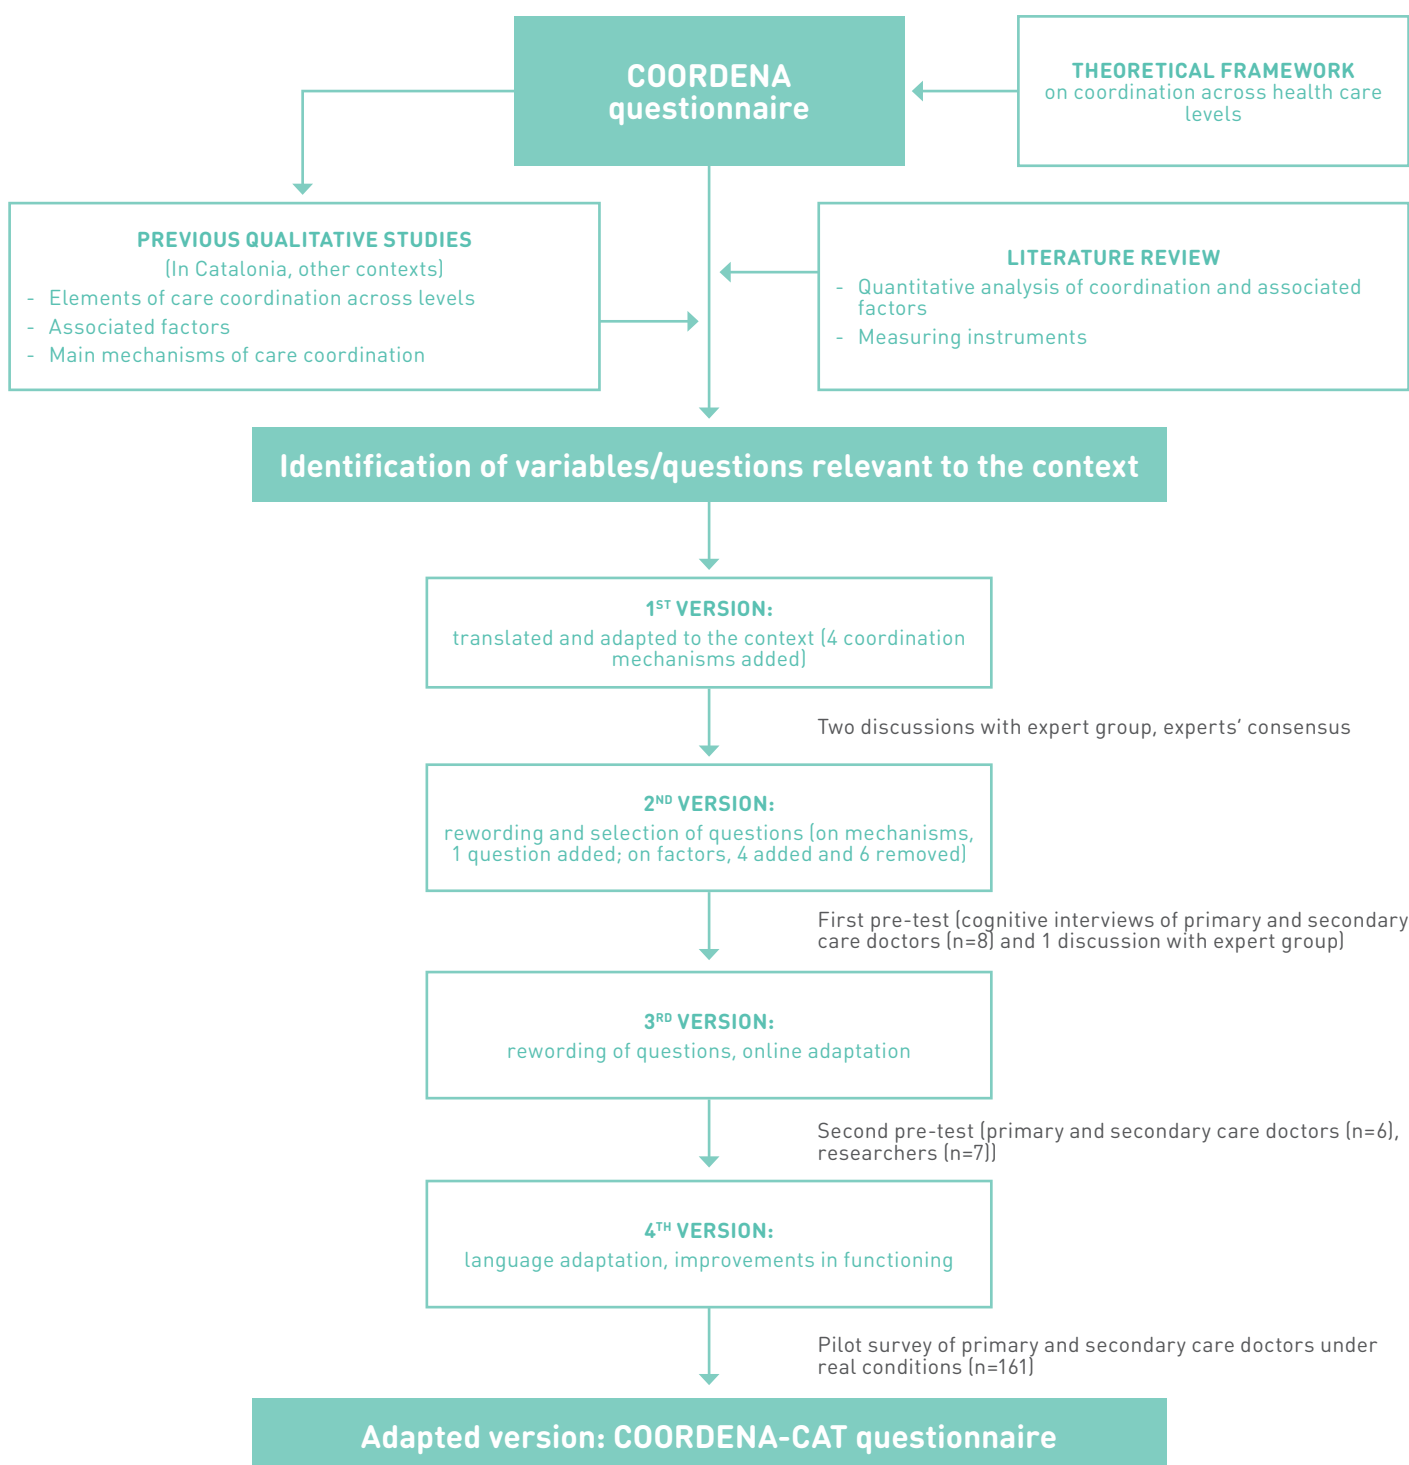 COORDENA
questionnaire
THEORETICAL FRAMEWORK
on coordination across health care
levels
PREVIOUS QUALITATIVE STUDIES
(In Catalonia, other contexts)
- Elements of care coordination across levels
- Associated factors
- Main mechanisms of care coordination
LITERATURE REVIEW
- Quantitative analysis of coordination and associated
factors
- Measuring instruments
Identification of variables/questions relevant to the context
1ST VERSION:
translated and adapted to the context (4 coordination
mechanisms added)
Two discussions with expert group, experts’ consensus
2ND VERSION:
rewording and selection of questions (on mechanisms,
1 question added; on factors, 4 added and 6 removed)
First pre-test (cognitive interviews of primary and secondary
care doctors (n=8) and 1 discussion with expert group)
3RD VERSION:
rewording of questions, online adaptation
Second pre-test (primary and secondary care doctors (n=6),
researchers (n=7))
4TH VERSION:
language adaptation, improvements in functioning
Pilot survey of primary and secondary care doctors under
real conditions (n=161)
Adapted version: COORDENA-CAT questionnaire